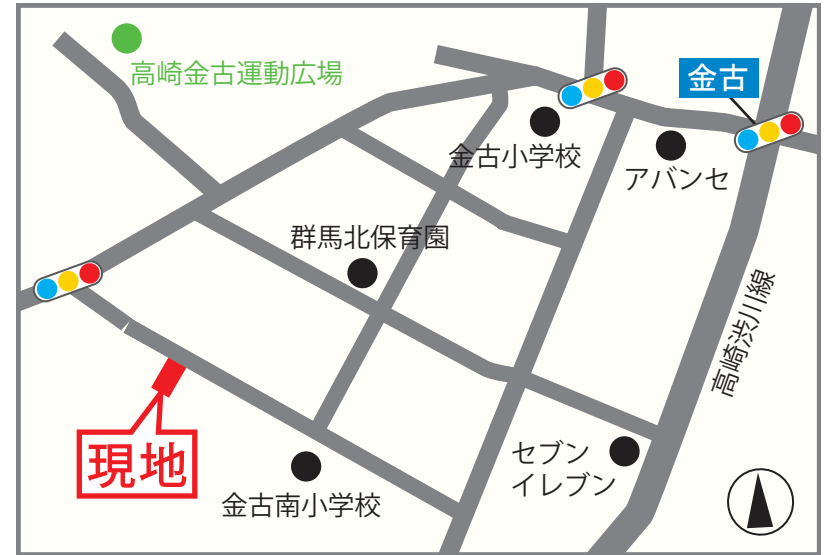 高崎金古運動広場
金古
金古小学校
アバンセ
群馬北保育園
高崎渋川線
現地
セブン
イレブン
金古南小学校